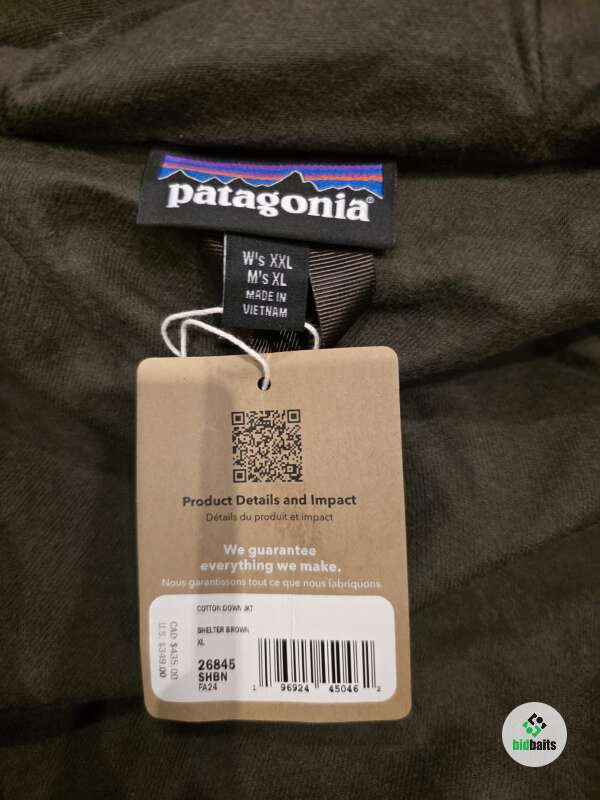 patagonia®
W's XXL
M's XL
MADE IN
VIETNAM
Product Details and Impact
Détails du produit et impact
We guarantee
everything we make.
Nous garantissons tout ce que nous fabriquons.
COTTON DOWN JKT
SHELTER BROWN
XL
26845
SHBN
FA24
CAD $435.00
U.S. $349.00
1 96924 45046 2
bidbaits